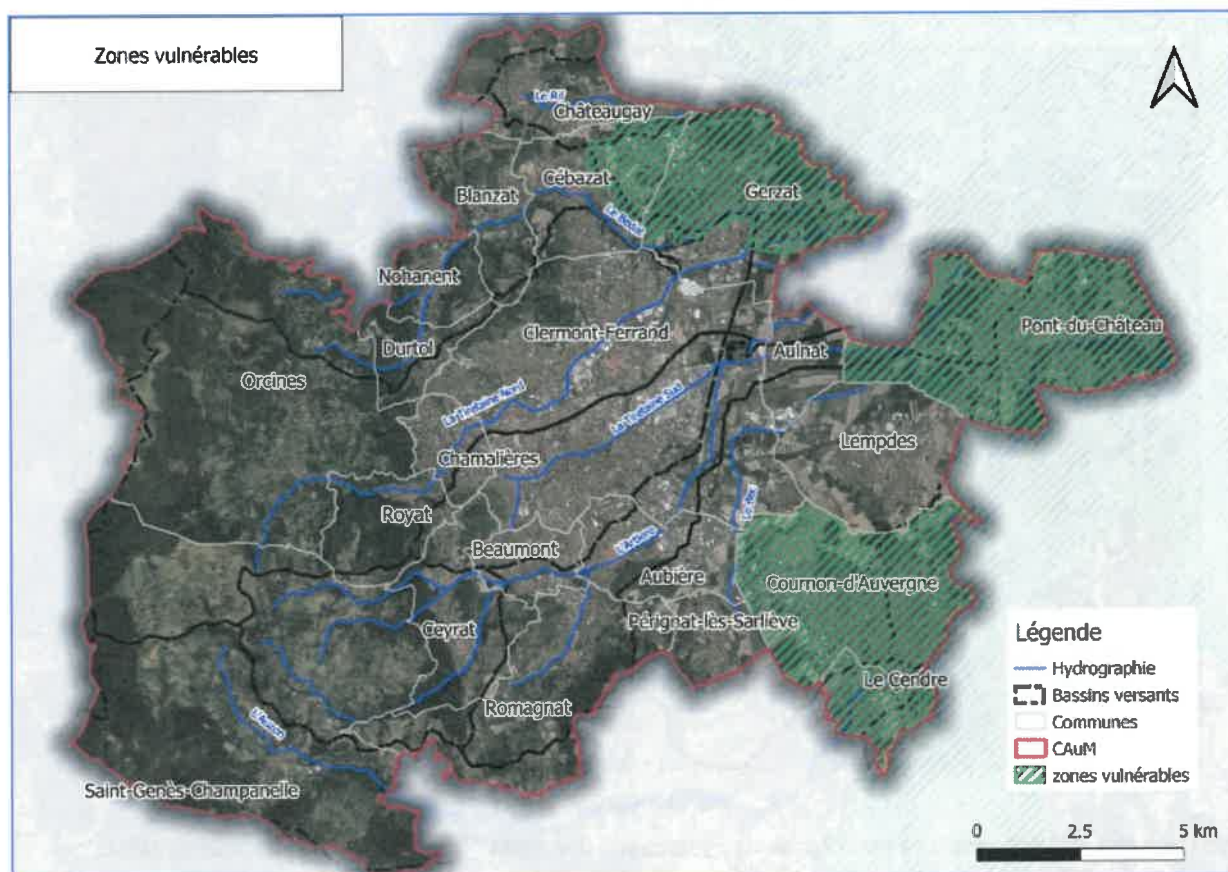 Zones vulnérables
Le Ril
Châteaugay
Cébazat
Blanzat
Gerzat
Le Bédat
Nohanent
Pont-du-Château
Clermont-Ferrand
Durtol
Aulnat
Orcines
La Tiretaine Nord
La Tiretaine Sud
Lempdes
Chamalières
Royat
Le Rif
Beaumont
L'Artière
Aubière
Cournon-d'Auvergne
Pérignat-lès-Sarliève
Ceyrat
Le Cendre
Romagnat
L'Auzon
Saint-Genès-Champanelle
Légende
Hydrographie
Bassins versants
Communes
CAuM
zones vulnérables
0 2.5 5 km